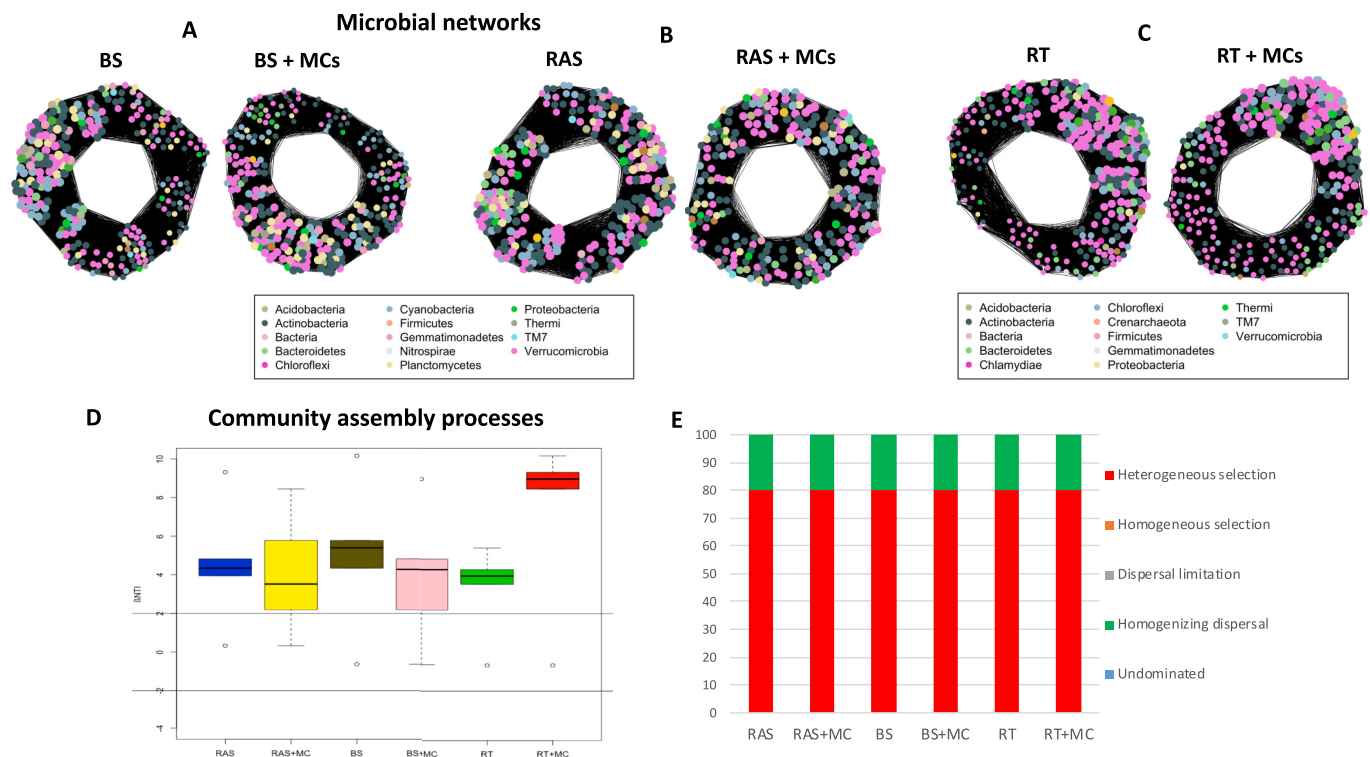 Microbial networks
A
B
C
BS
BS + MCs
RAS
RAS + MCs
RT
RT + MCs
Acidobacteria
Actinobacteria
Bacteria
Bacteroidetes
Chloroflexi
Cyanobacteria
Firmicutes
Gemmatimonadetes
Nitrospirae
Planctomycetes
Proteobacteria
Thermi
TM7
Verrucomicrobia
Acidobacteria
Actinobacteria
Bacteria
Bacteroidetes
Chlamydiae
Chloroflexi
Crenarchaeota
Firmicutes
Gemmatimonadetes
Proteobacteria
Thermi
TM7
Verrucomicrobia
D
Community assembly processes
βNTI
10
8
6
4
2
0
-2
-4
RAS
RAS+MC
BS
BS+MC
RT
RT+MC
E
100
90
80
70
60
50
40
30
20
10
0
RAS
RAS+MC
BS
BS+MC
RT
RT+MC
Heterogeneous selection
Homogeneous selection
Dispersal limitation
Homogenizing dispersal
Undominated